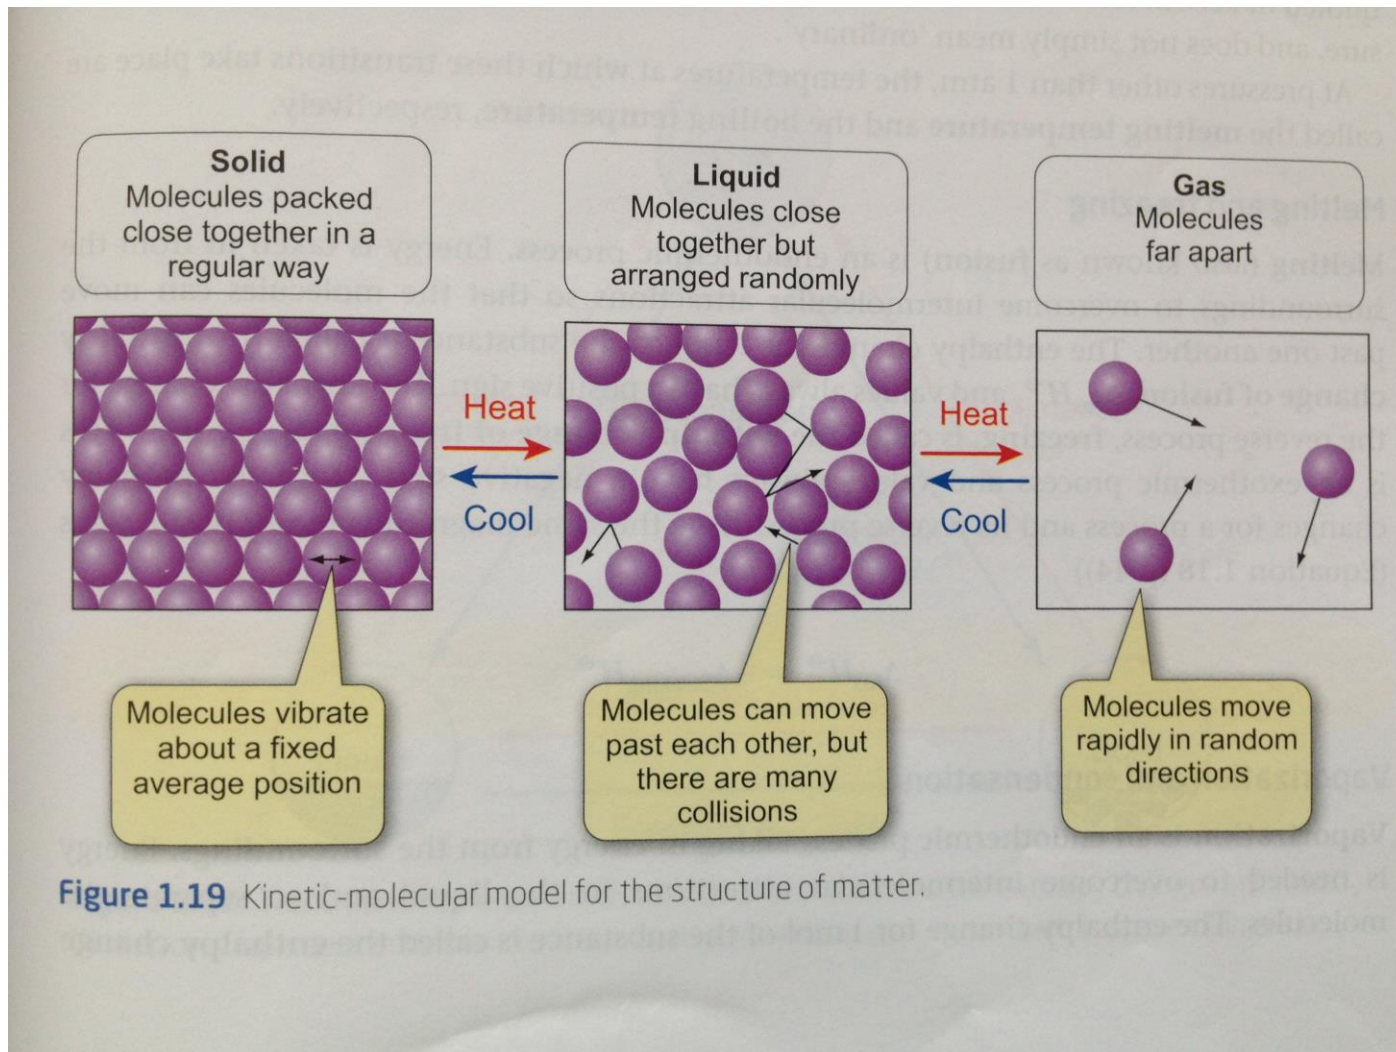 Solid
Molecules packed
close together in a
regular way
Liquid
Molecules close
together but
arranged randomly
Gas
Molecules
far apart
Heat
Cool
Heat
Cool
Molecules vibrate
about a fixed
average position
Molecules can move
past each other, but
there are many
collisions
Molecules move
rapidly in random
directions
Figure 1.19 Kinetic-molecular model for the structure of matter.